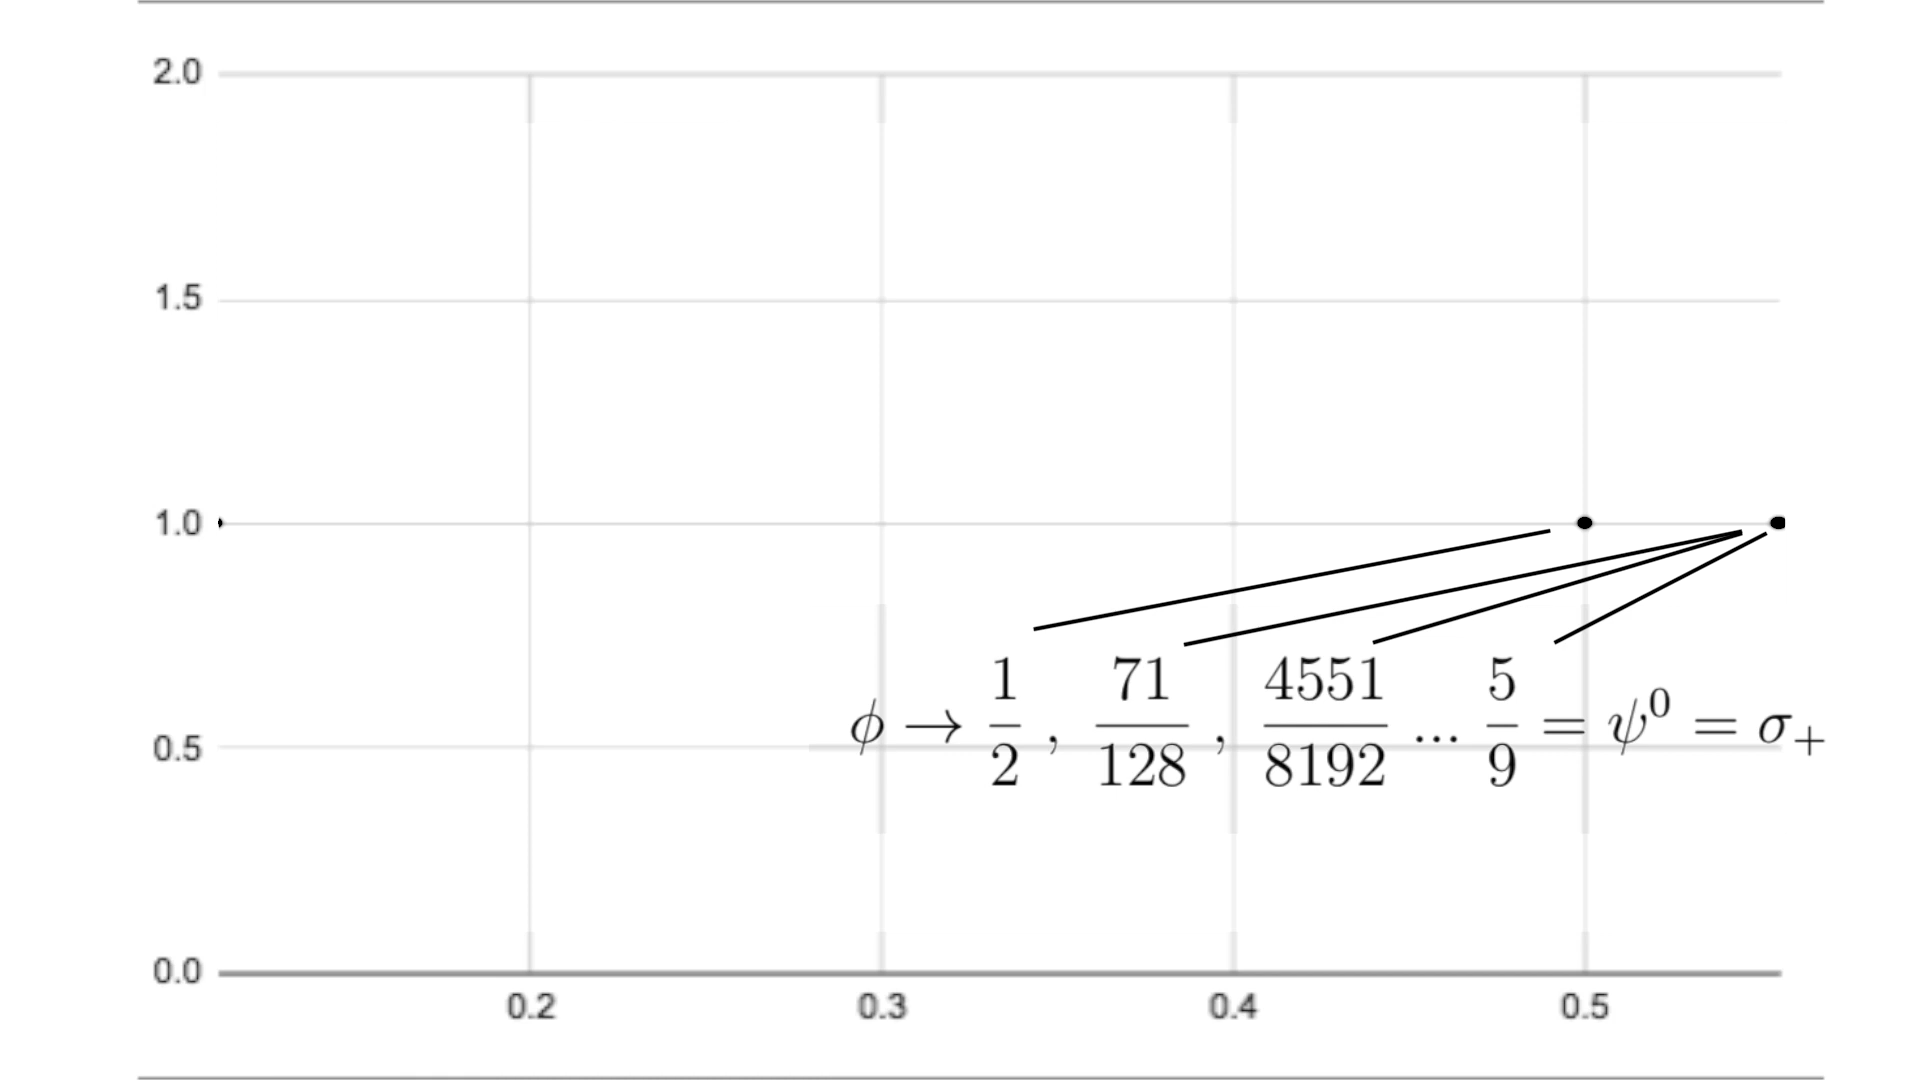 2.0
1.5
1.0
ϕ → 1/2 , 71/128 , 4551/8192 ... 5/9 = ψ⁰ = σ₊
0.5
0.0
0.2 0.3 0.4 0.5